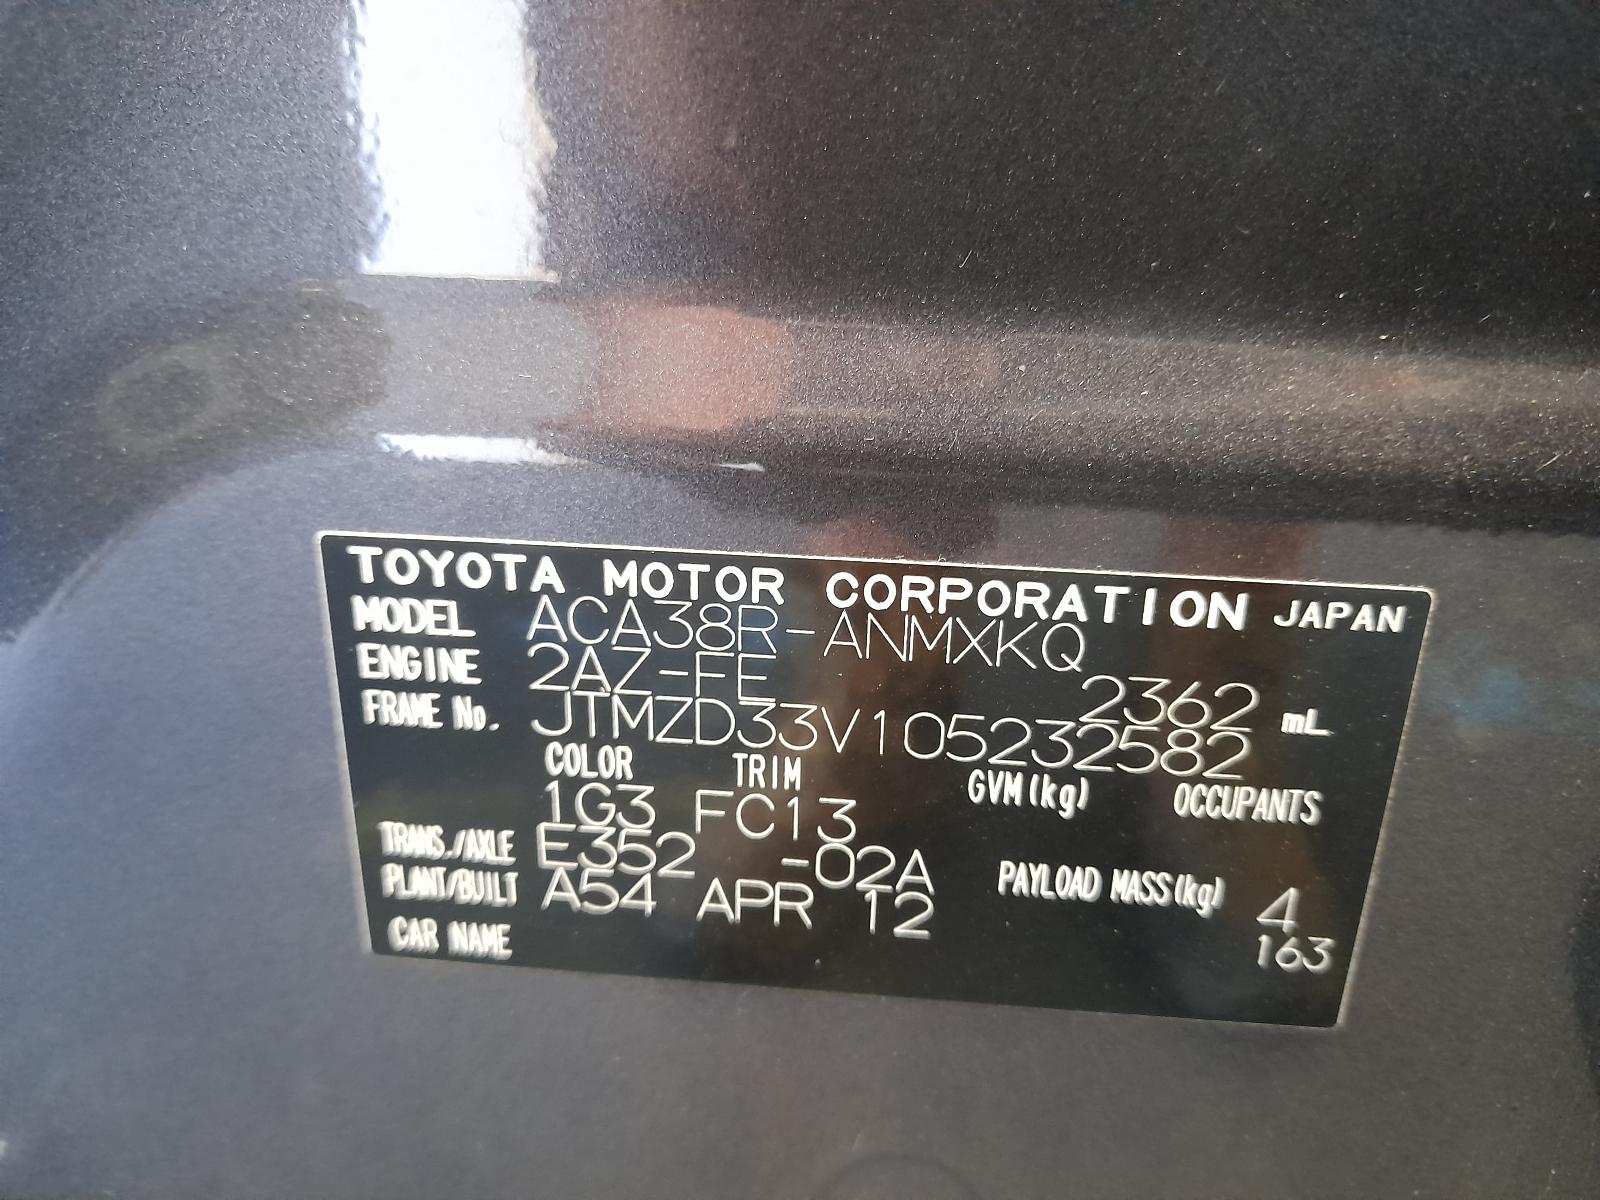 TOYOTA MOTOR CORPORATION JAPAN
MODEL ACA38R-ANMXKQ
ENGINE 2AZ-FE 2362 mL
FRAME No. JTMZD33V105232582
COLOR TRIM GVM(kg) OCCUPANTS
1G3 FC13
TRANS./AXLE E352 -02A PAYLOAD MASS(kg) 4
PLANT/BUILT A54 APR 12 163
CAR NAME